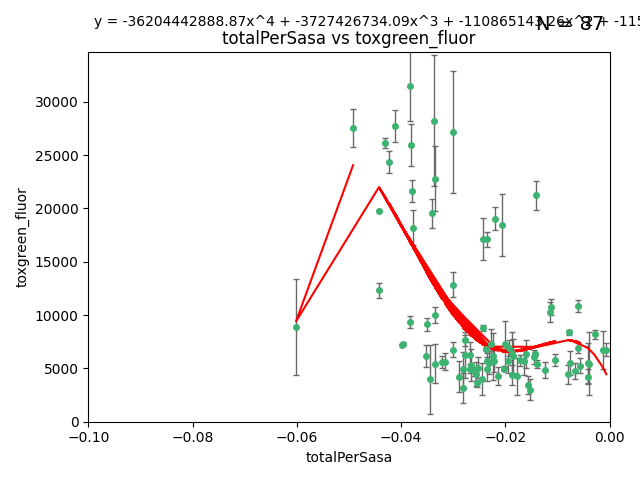 y = -36204442888.87x^4 + -3727426734.09x^3 + -110865143.26x^2 + -115
N = 87
totalPerSasa vs toxgreen_fluor
30000
25000
20000
15000
10000
5000
0
toxgreen_fluor
−0.10 −0.08 −0.06 −0.04 −0.02 0.00
totalPerSasa